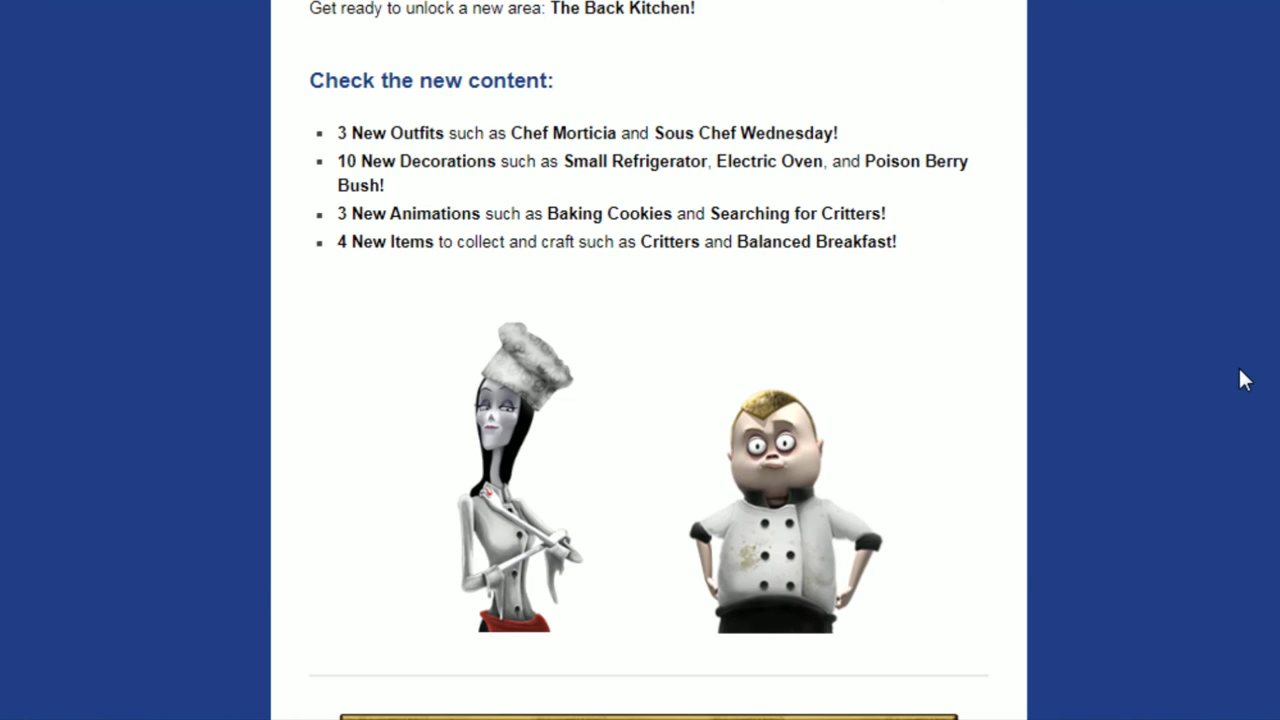 Get ready to unlock a new area: The Back Kitchen!
Check the new content:
3 New Outfits such as Chef Morticia and Sous Chef Wednesday!
10 New Decorations such as Small Refrigerator, Electric Oven, and Poison Berry
Bush!
3 New Animations such as Baking Cookies and Searching for Critters!
4 New Items to collect and craft such as Critters and Balanced Breakfast!